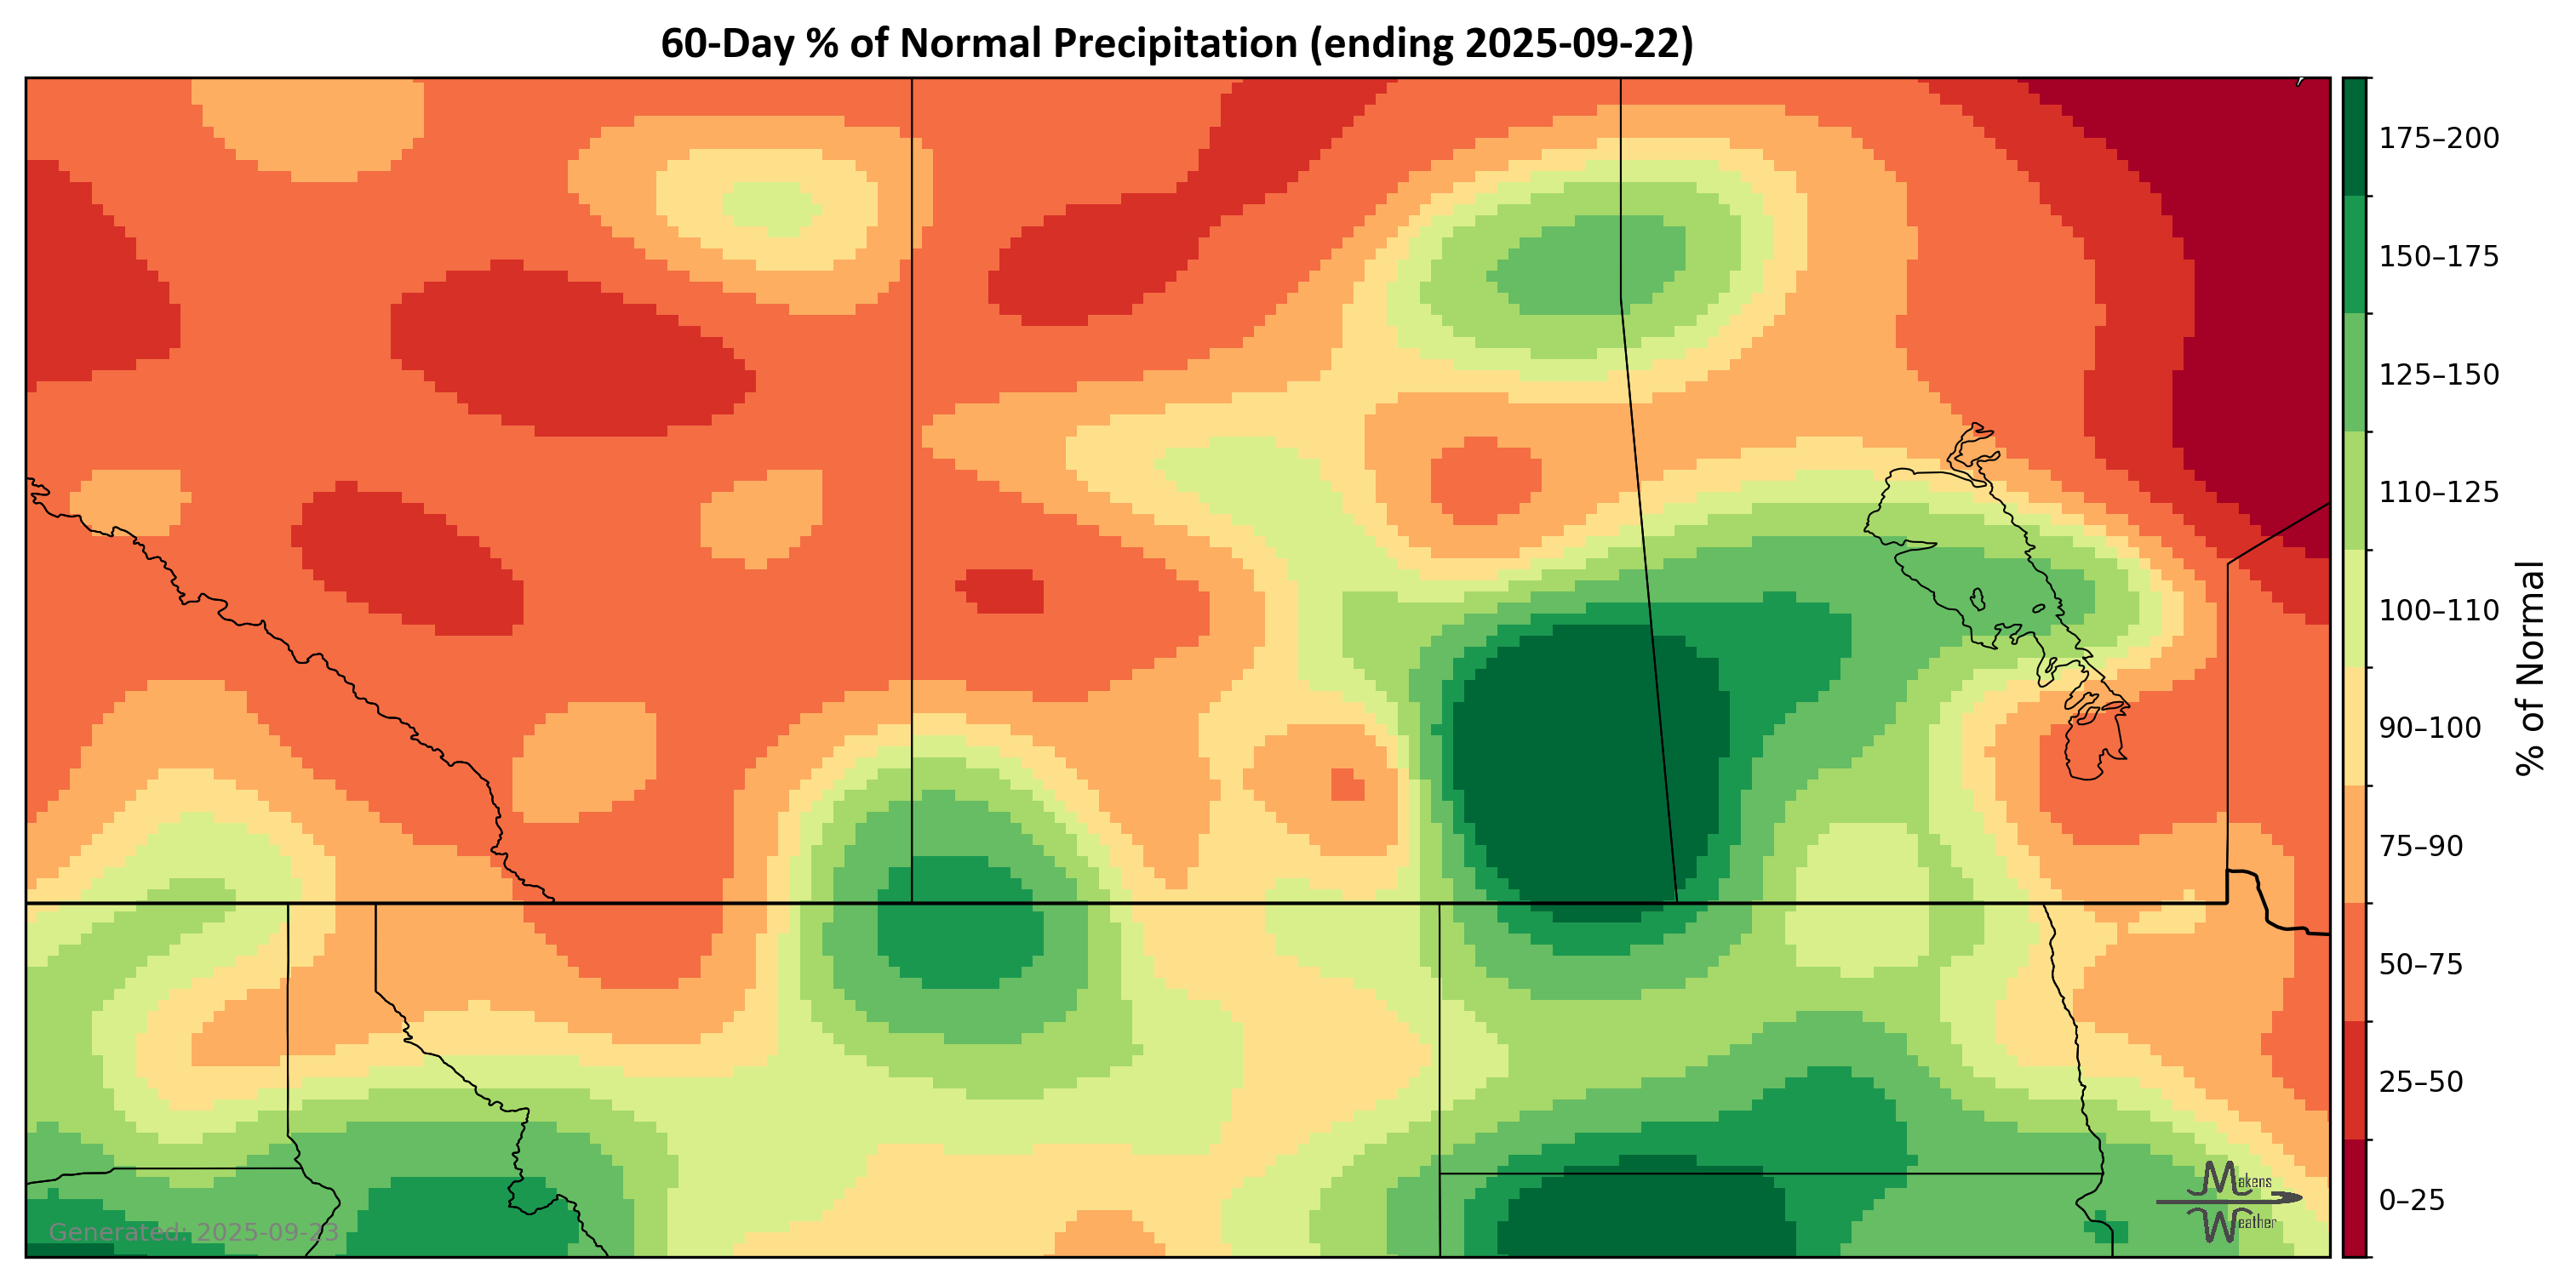 60-Day % of Normal Precipitation (ending 2025-09-22)
175–200
150–175
125–150
110–125
100–110
90–100
75–90
50–75
25–50
0–25
% of Normal
Generated: 2025-09-23
Makens
Weather